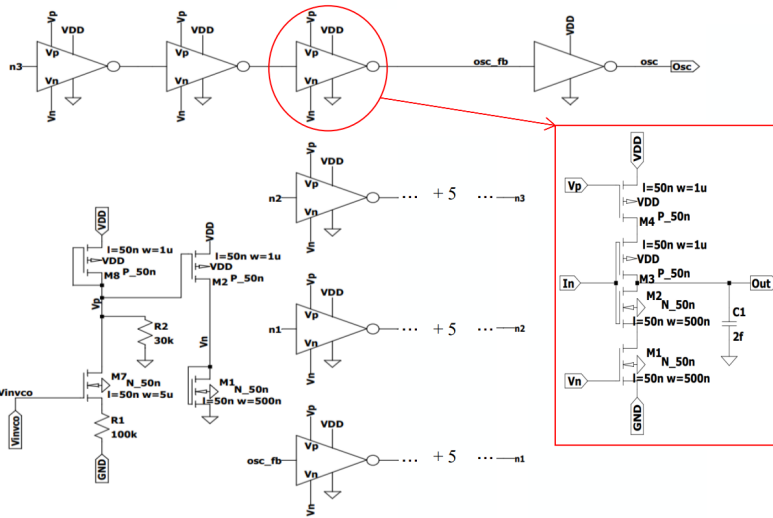 Vp VDD Vp VDD Vp VDD VDD
n3 Vp Vn Vp Vn Vp Vn osc_fb osc Osc
Vn Vn Vn
Vp VDD
n2 Vp Vn ... + 5 ... n3
Vn
Vp VDD
n1 Vp Vn ... + 5 ... n2
Vn
Vp VDD
osc_fb Vp Vn ... + 5 ... n1
Vn
VDD
l=50n w=1u
VDD
M8 P_50n
Vp
VDD
l=50n w=1u
VDD
M2 P_50n
Vn
R2
30k
M7 N_50n
l=50n w=5u
Vinvco
Vinvco
R1
100k
GND
M1 N_50n
l=50n w=500n
VDD
Vp
l=50n w=1u
VDD
M4 P_50n
l=50n w=1u
VDD
M3 P_50n
In
Out
M2 N_50n
l=50n w=500n
C1
2f
M1 N_50n
Vn
l=50n w=500n
GND